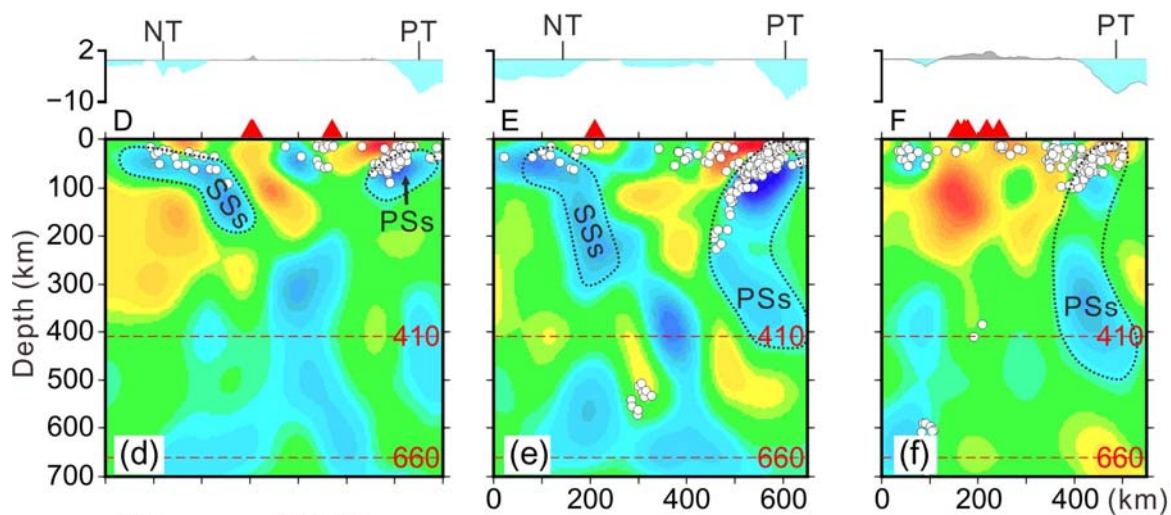 NT PT NT PT PT
2
−10
D E F
0
100
200
300
400
500
600
700
Depth (km)
SSs PSs SSs PSs PSs
410 410 410
660 660 660
(d) (e) (f)
0 200 400 600 0 200 400 (km)